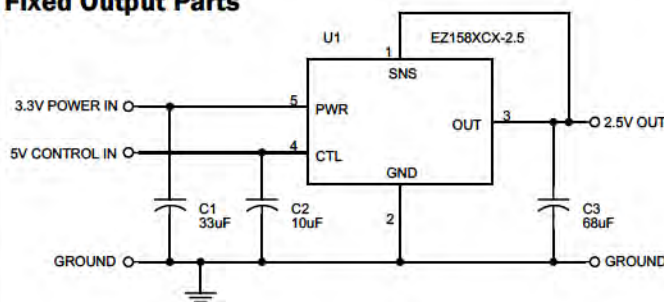 Fixed Output Parts
U1
EZ158XCX-2.5
1
SNS
3.3V POWER IN
5
PWR
OUT
3
2.5V OUT
5V CONTROL IN
4
CTL
GND
2
C1
33uF
C2
10uF
C3
68uF
GROUND
GROUND